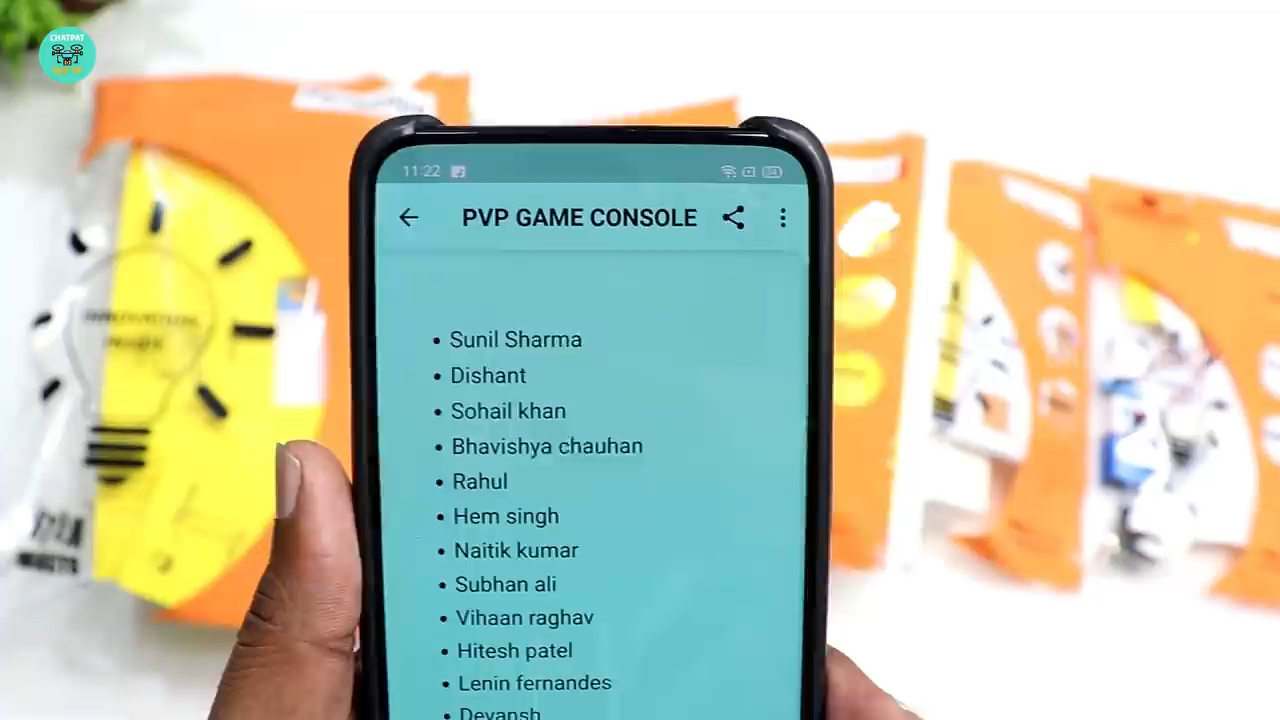 CHATPAT
11:22
PVP GAME CONSOLE
• Sunil Sharma
• Dishant
• Sohail khan
• Bhavishya chauhan
• Rahul
• Hem singh
• Naitik kumar
• Subhan ali
• Vihaan raghav
• Hitesh patel
• Lenin fernandes
• Devansh